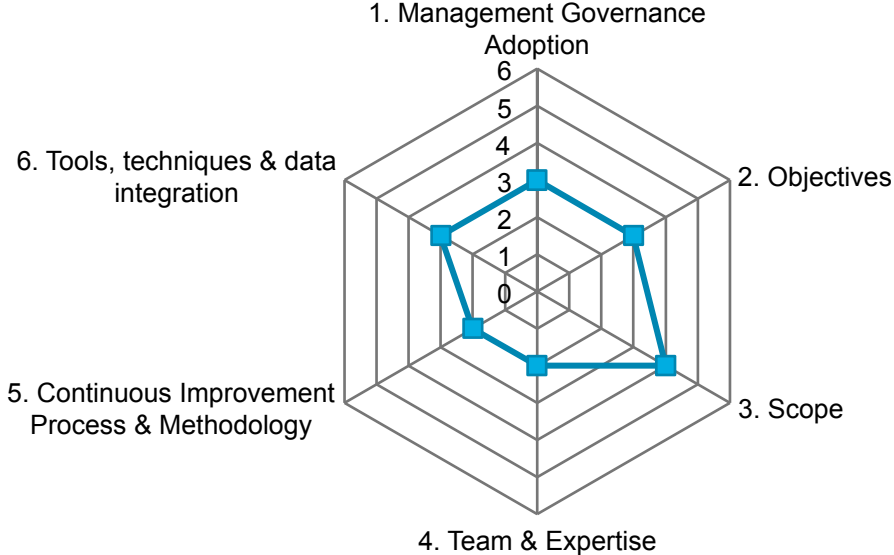 1. Management Governance
Adoption
6
5
4
3
2
1
0
2. Objectives
3. Scope
4. Team & Expertise
5. Continuous Improvement
Process & Methodology
6. Tools, techniques & data
integration